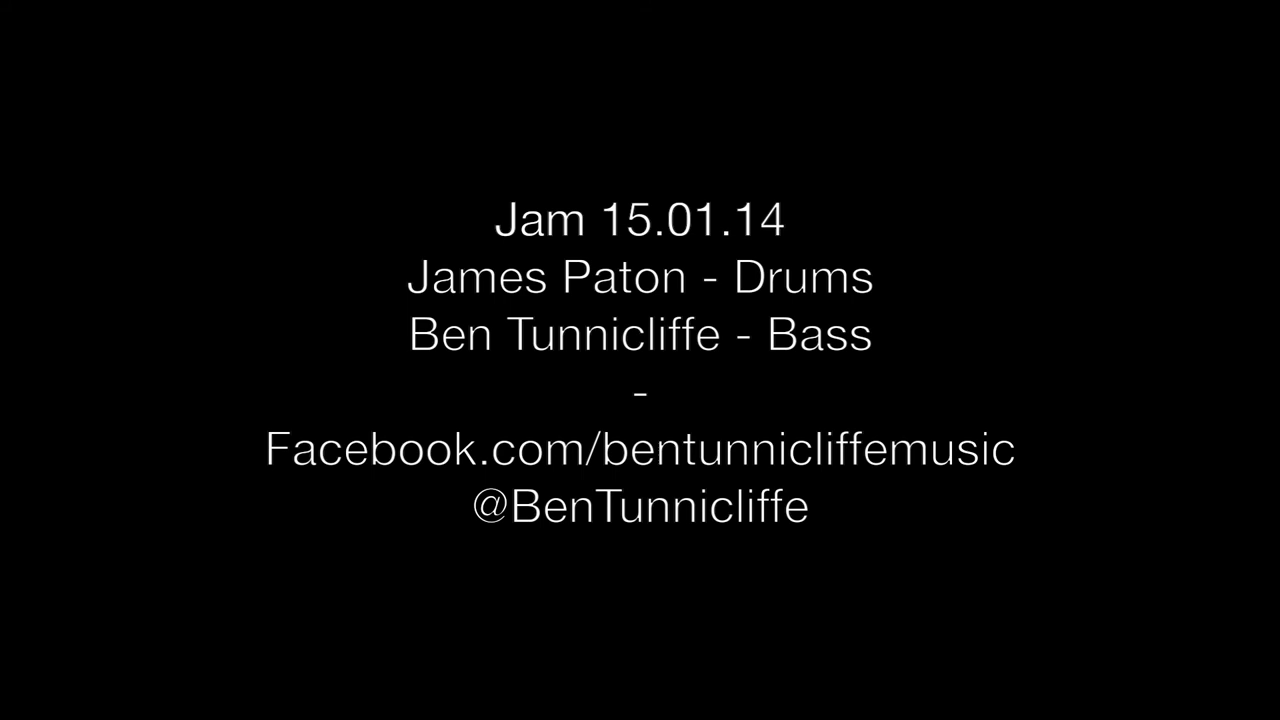 Jam 15.01.14
James Paton - Drums
Ben Tunnicliffe - Bass
-
Facebook.com/bentunnicliffemusic
@BenTunnicliffe